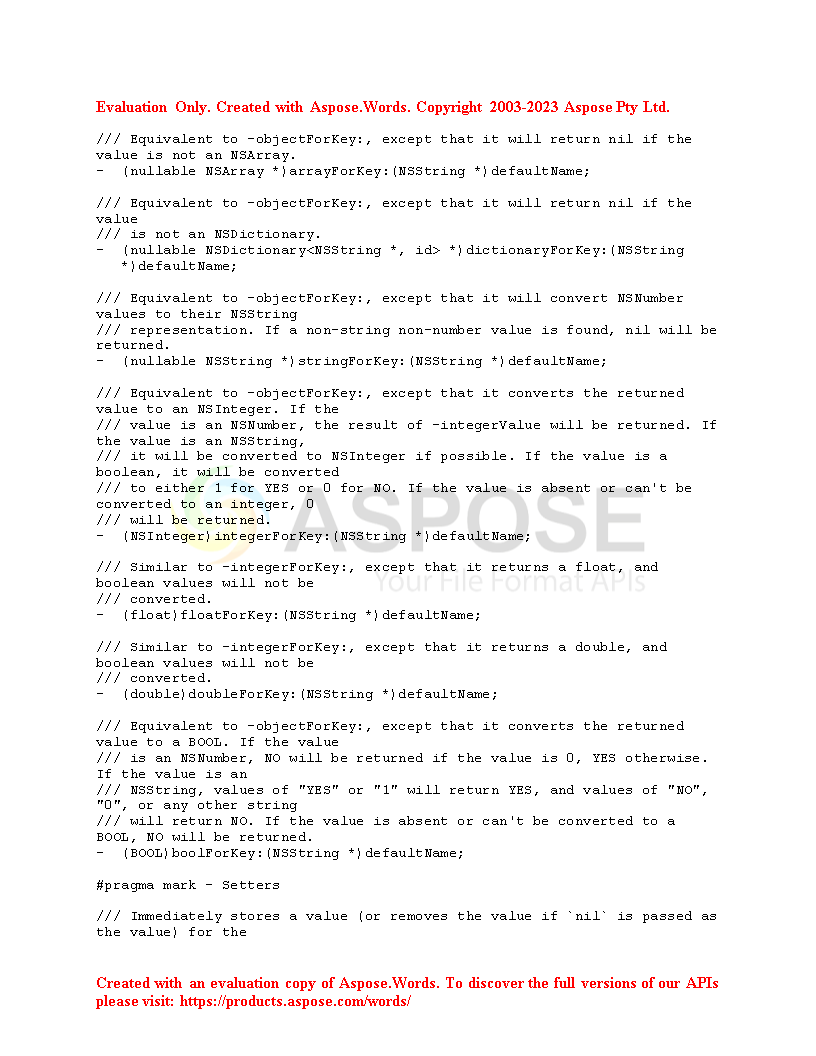 Evaluation Only. Created with Aspose.Words. Copyright 2003-2023 Aspose Pty Ltd.
/// Equivalent to -objectForKey:, except that it will return nil if the
value is not an NSArray.
- (nullable NSArray *)arrayForKey:(NSString *)defaultName;
/// Equivalent to -objectForKey:, except that it will return nil if the
value
/// is not an NSDictionary.
- (nullable NSDictionary<NSString *, id> *)dictionaryForKey:(NSString
*)defaultName;
/// Equivalent to -objectForKey:, except that it will convert NSNumber
values to their NSString
/// representation. If a non-string non-number value is found, nil will be
returned.
- (nullable NSString *)stringForKey:(NSString *)defaultName;
/// Equivalent to -objectForKey:, except that it converts the returned
value to an NSInteger. If the
/// value is an NSNumber, the result of -integerValue will be returned. If
the value is an NSString,
/// it will be converted to NSInteger if possible. If the value is a
boolean, it will be converted
/// to either 1 for YES or 0 for NO. If the value is absent or can't be
converted to an integer, 0
/// will be returned.
- (NSInteger)integerForKey:(NSString *)defaultName;
ASPOSE
Your File Format APIs
/// Similar to -integerForKey:, except that it returns a float, and
boolean values will not be
/// converted.
- (float)floatForKey:(NSString *)defaultName;
/// Similar to -integerForKey:, except that it returns a double, and
boolean values will not be
/// converted.
- (double)doubleForKey:(NSString *)defaultName;
/// Equivalent to -objectForKey:, except that it converts the returned
value to a BOOL. If the value
/// is an NSNumber, NO will be returned if the value is 0, YES otherwise.
If the value is an
/// NSString, values of "YES" or "1" will return YES, and values of "NO",
"0", or any other string
/// will return NO. If the value is absent or can't be converted to a
BOOL, NO will be returned.
- (BOOL)boolForKey:(NSString *)defaultName;
#pragma mark - Setters
/// Immediately stores a value (or removes the value if `nil` is passed as
the value) for the
Created with an evaluation copy of Aspose.Words. To discover the full versions of our APIs
please visit: https://products.aspose.com/words/